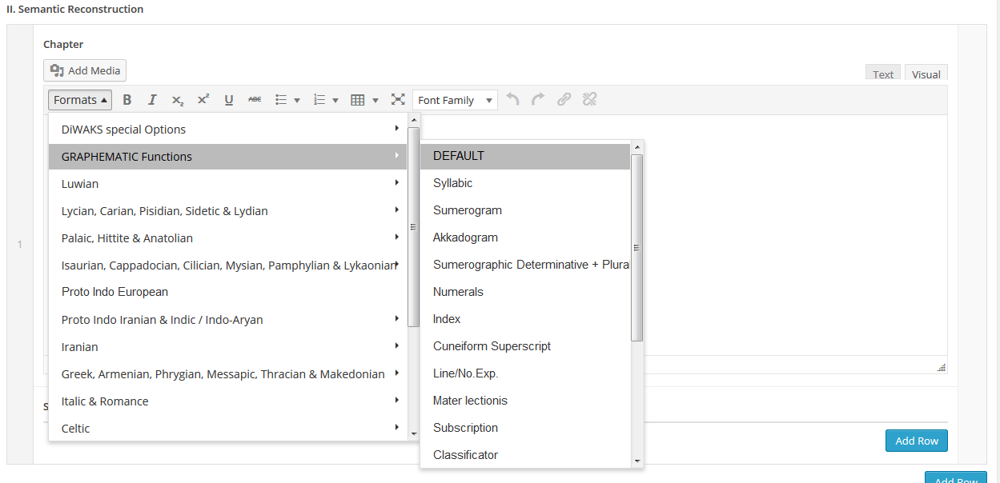 II. Semantic Reconstruction
Chapter
Add Media
Text
Visual
Formats
B
I
X2
X2
U
ABC
Font Family
DiWAKS special Options
GRAPHEMATIC Functions
Luwian
Lycian, Carian, Pisidian, Sidetic & Lydian
Palaic, Hittite & Anatolian
Isaurian, Cappadocian, Cilician, Mysian, Pamphylian & Lykaonian
Proto Indo European
Proto Indo Iranian & Indic / Indo-Aryan
Iranian
Greek, Armenian, Phrygian, Messapic, Thracian & Makedonian
Italic & Romance
Celtic
DEFAULT
Syllabic
Sumerogram
Akkadogram
Sumerographic Determinative + Plura
Numerals
Index
Cuneiform Superscript
Line/No.Exp.
Mater lectionis
Subscription
Classificator
1
S
Add Row
Add Row